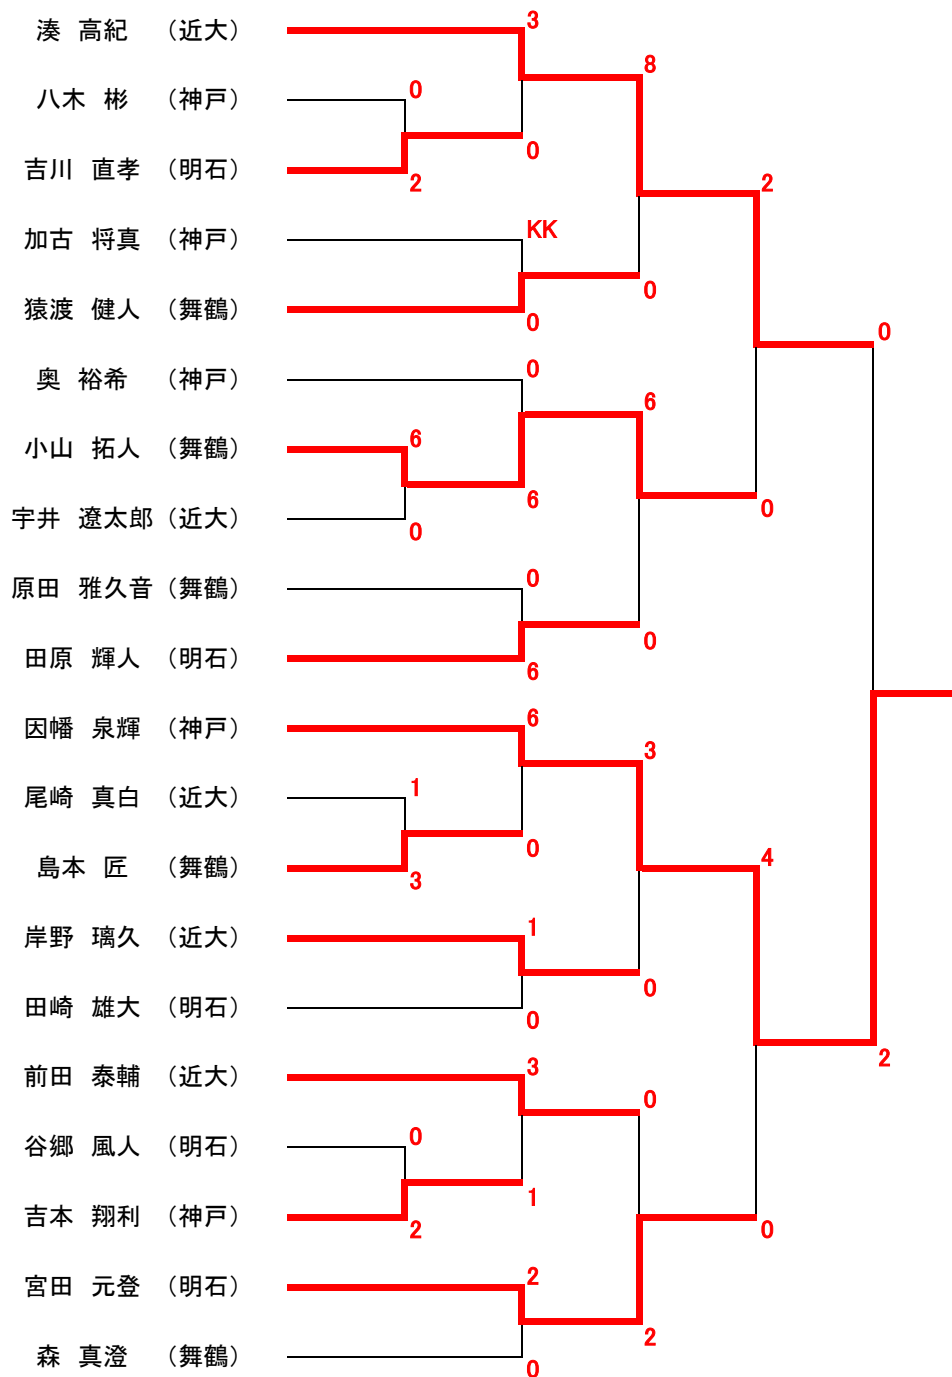 湊 高紀 （近大）
3
8
八木 彬 （神戸）
0
吉川 直孝 （明石）
2
0
2
加古 将真 （神戸）
KK
猿渡 健人 （舞鶴）
0
0
0
奥 裕希 （神戸）
0
6
小山 拓人 （舞鶴）
6
6
0
宇井 遼太郎（近大）
0
原田 雅久音（舞鶴）
0
0
田原 輝人 （明石）
6
因幡 泉輝 （神戸）
6
3
尾崎 真白 （近大）
1
0
4
島本 匠 （舞鶴）
3
岸野 璃久 （近大）
1
0
田崎 雄大 （明石）
0
2
前田 泰輔 （近大）
3
0
谷郷 風人 （明石）
0
1
吉本 翔利 （神戸）
2
0
宮田 元登 （明石）
2
2
森 真澄 （舞鶴）
0